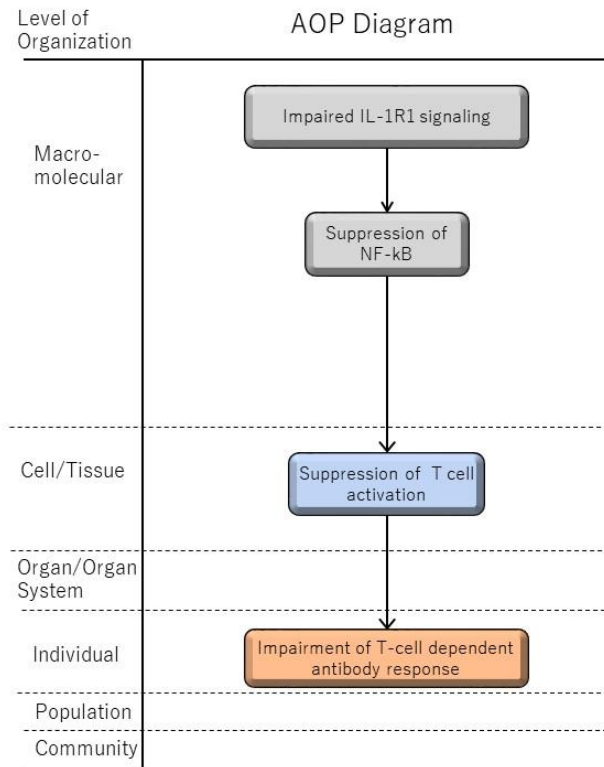 Level of
Organization
AOP Diagram
Impaired IL-1R1 signaling
Macro-
molecular
Suppression of
NF-kB
Cell/Tissue
Suppression of T cell
activation
Organ/Organ
System
Individual
Impairment of T-cell dependent
antibody response
Population
Community